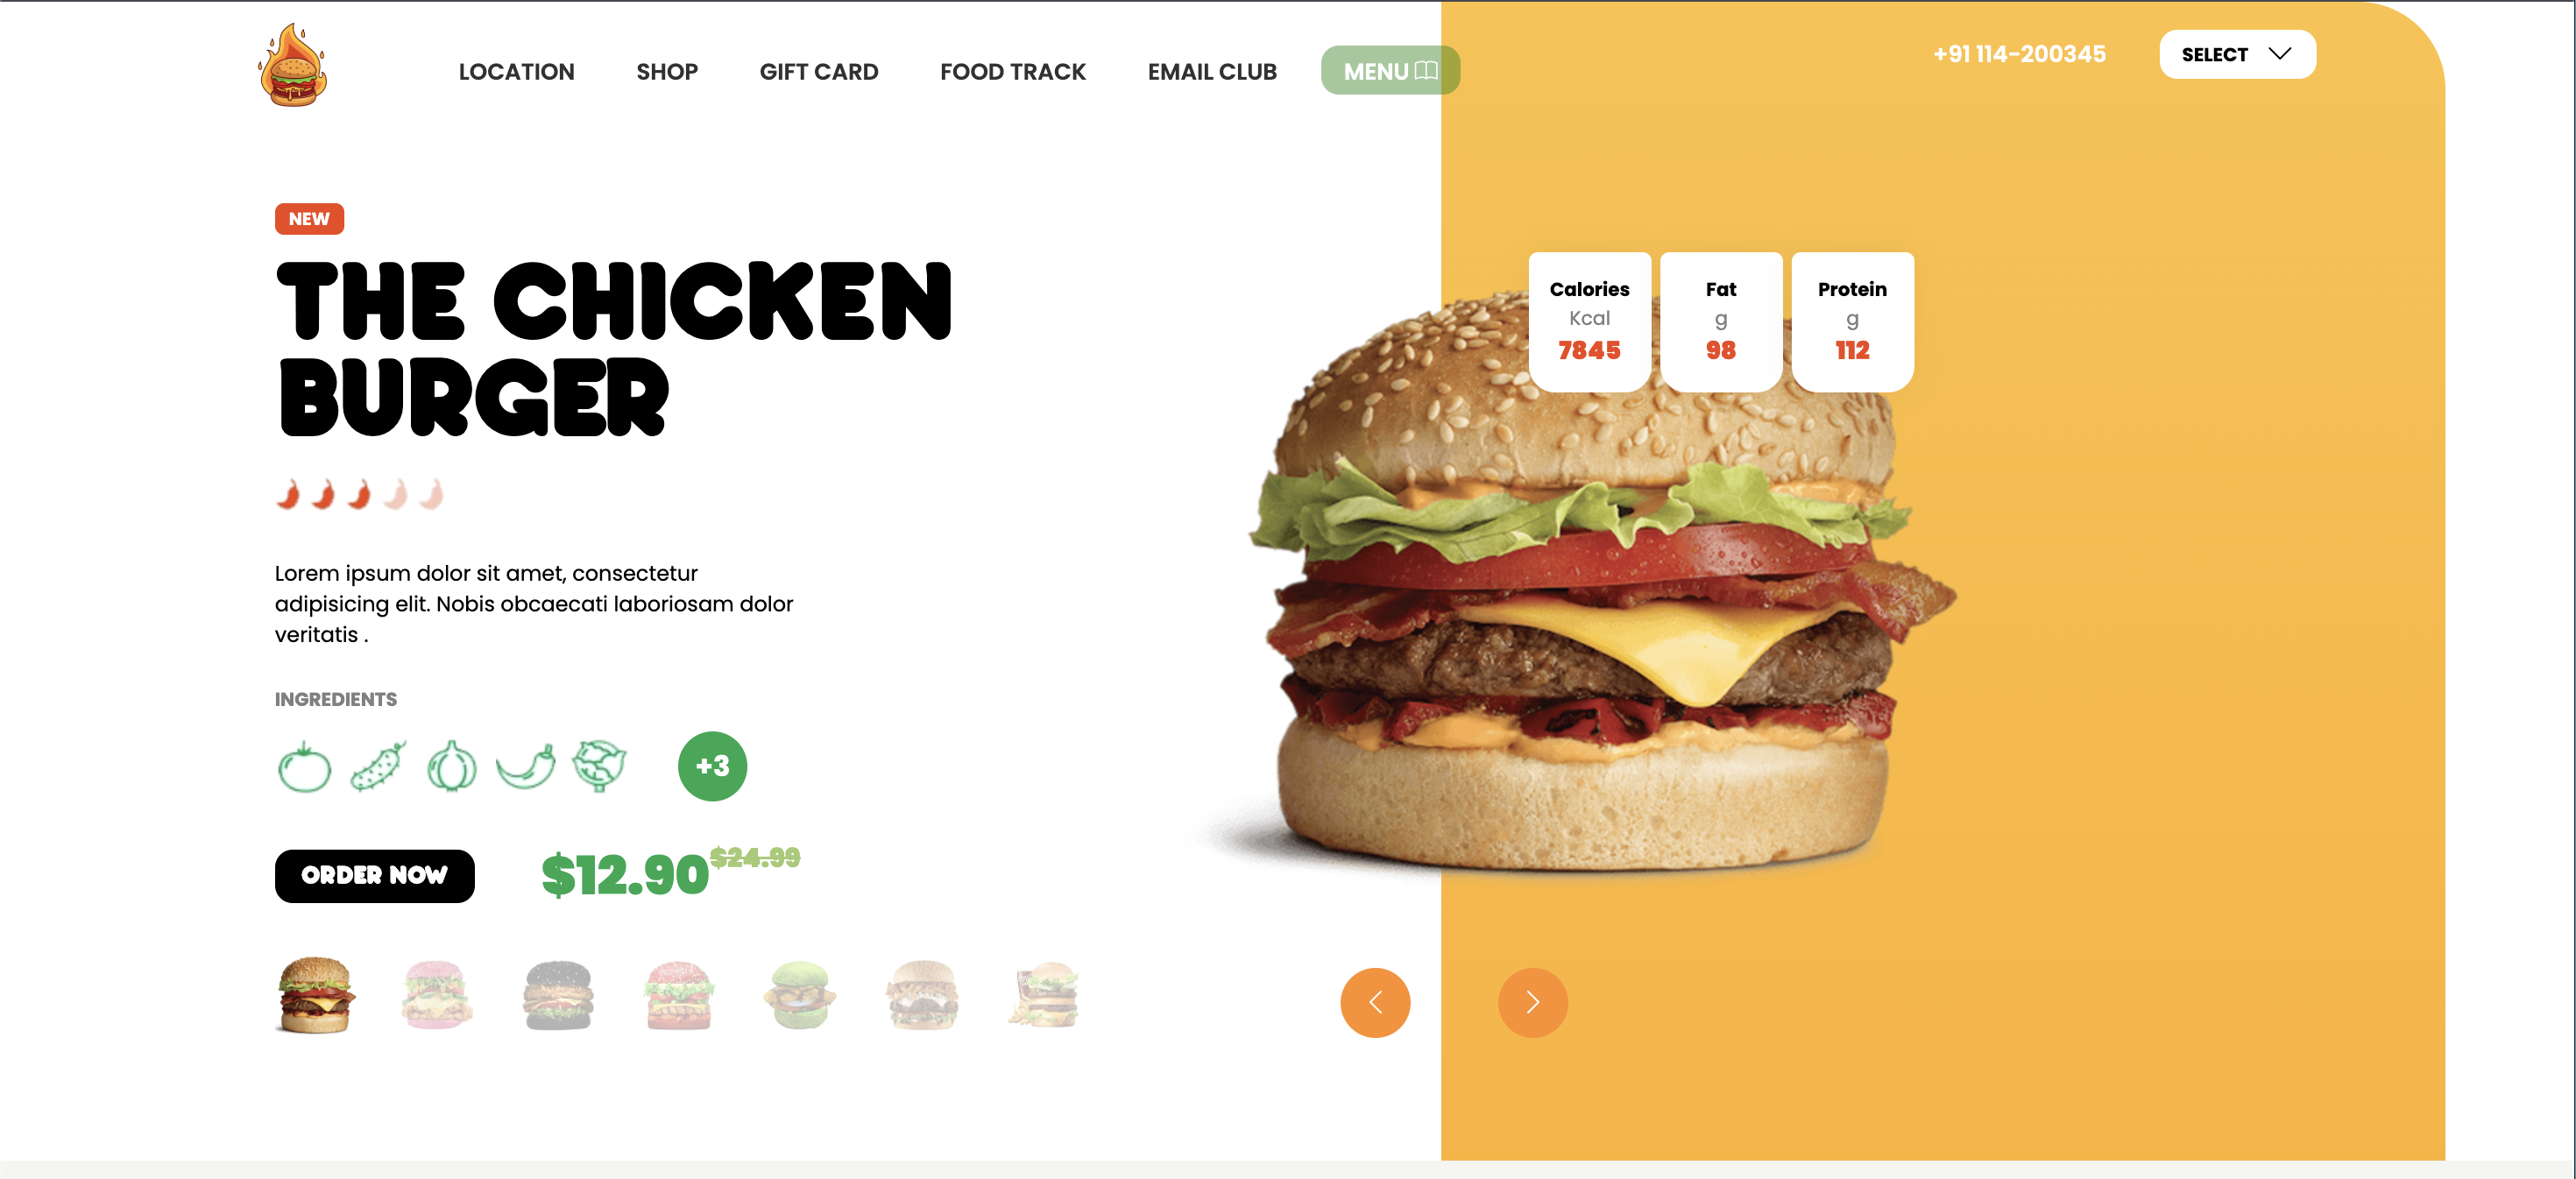 LOCATION
SHOP
GIFT CARD
FOOD TRACK
EMAIL CLUB
MENU
+91 114-200345
SELECT
NEW
THE CHICKEN
BURGER
Lorem ipsum dolor sit amet, consectetur
adipisicing elit. Nobis obcaecati laboriosam dolor
veritatis .
INGREDIENTS
+3
ORDER NOW
$12.90
$24.99
Calories
Kcal
7845
Fat
g
98
Protein
g
112